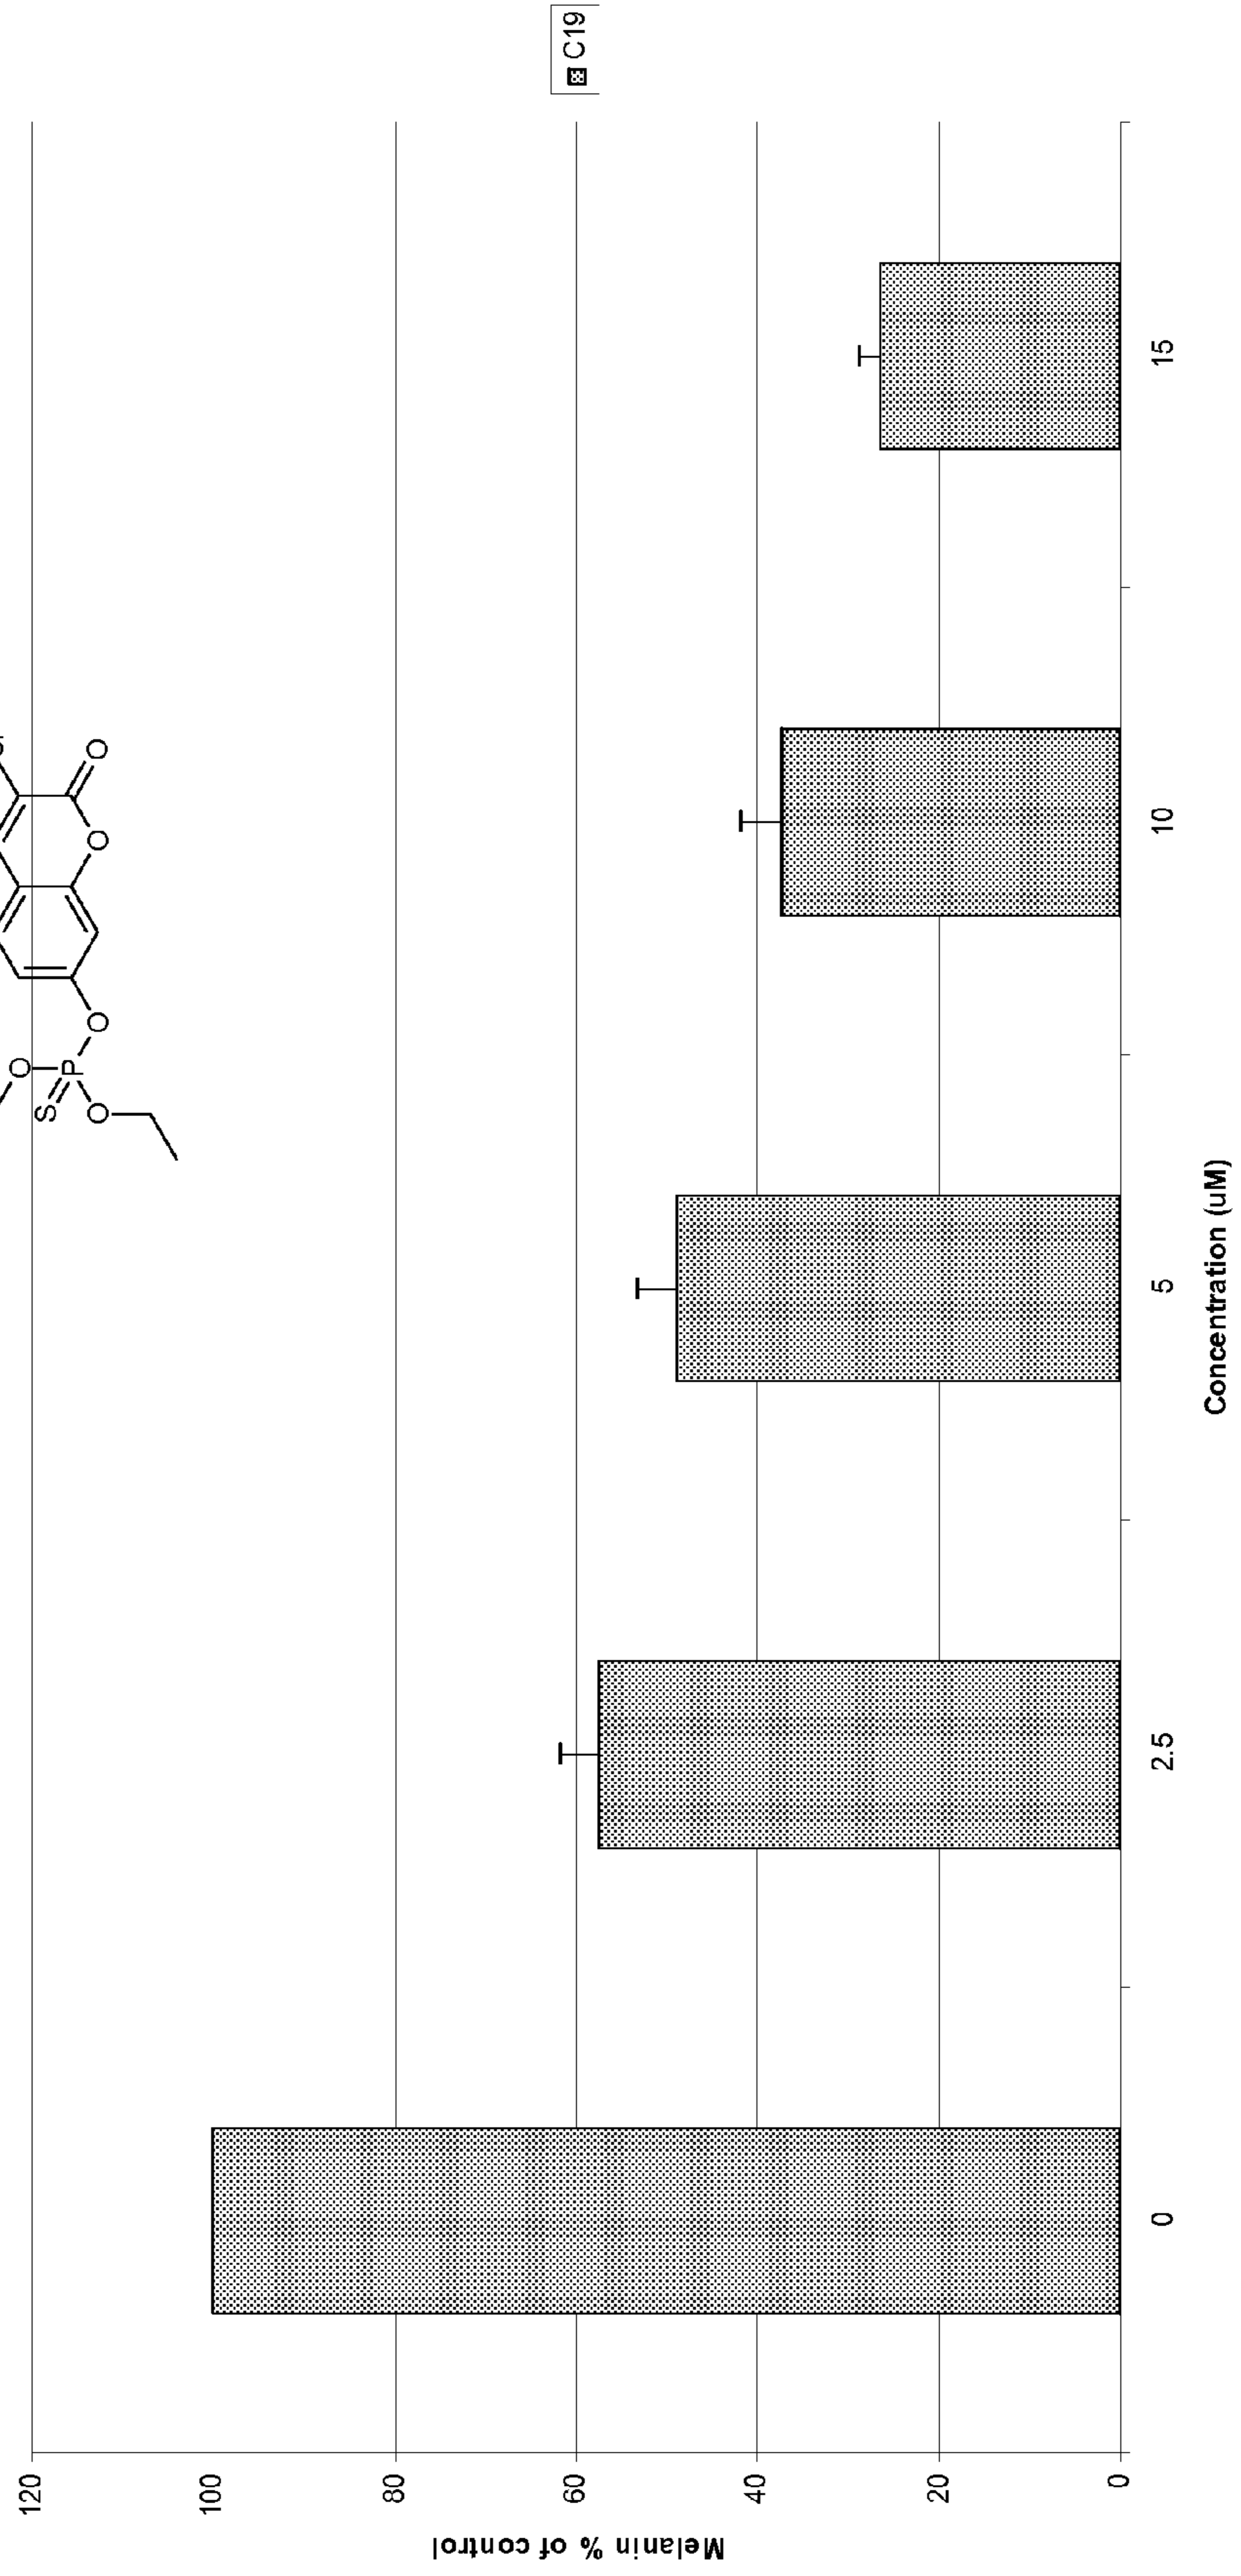 120
100
80
60
40
20
0
Melanin % of control
0
2.5
5
10
15
Concentration (uM)
C19
O
O
O
O
P
S
O